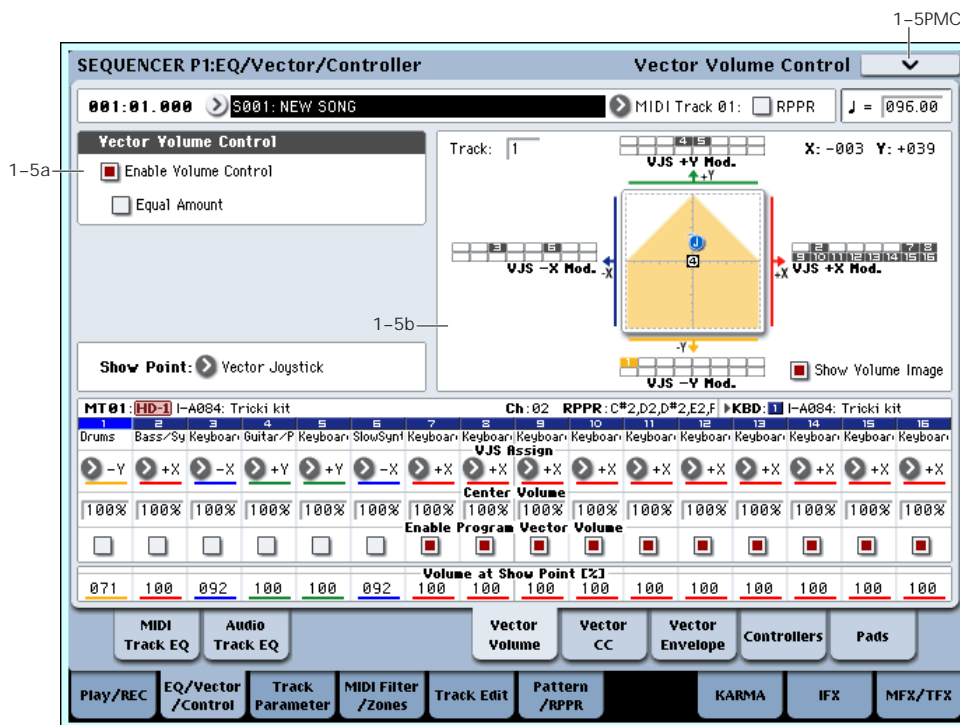 1–5PMC
SEQUENCER P1:EQ/Vector/Controller Vector Volume Control
001:01.000 S001: NEW SONG MIDI Track 01: RPPR ♩ = 096.00
Vector Volume Control
1–5a
Enable Volume Control
Equal Amount
Track: 1
4 5
VJS +Y Mod.
+Y
X:-003 Y:+039
3 6
VJS -X Mod.
-X
J
4
2 7 8
9 10 11 12 13 14 15 16
+X
VJS +X Mod.
1–5b
-Y
1
VJS -Y Mod.
Show Point: Vector Joystick
Show Volume Image
MT01: HD-1 I-A084: Tricki kit Ch:02 RPPR:C#2,D2,D#2,E2,F KBD: 1 I-A084: Tricki kit
1 2 3 4 5 6 7 8 9 10 11 12 13 14 15 16
Drums Bass/Sy Keyboar Guitar/P Keyboar SlowSynt Keyboar Keyboar Keyboar Keyboar Keyboar Keyboar Keyboar Keyboar Keyboar Keyboar
VJS Assign
-Y +X -X +Y +Y -X +X +X +X +X +X +X +X +X +X +X
Center Volume
100% 100% 100% 100% 100% 100% 100% 100% 100% 100% 100% 100% 100% 100% 100% 100%
Enable Program Vector Volume
Volume at Show Point [%]
071 100 092 100 100 092 100 100 100 100 100 100 100 100 100 100
MIDI Track EQ Audio Track EQ Vector Volume Vector CC Vector Envelope Controllers Pads
Play/REC EQ/Vector/Control Track Parameter MIDI Filter/Zones Track Edit Pattern/RPPR KARMA IFX MFX/TFX